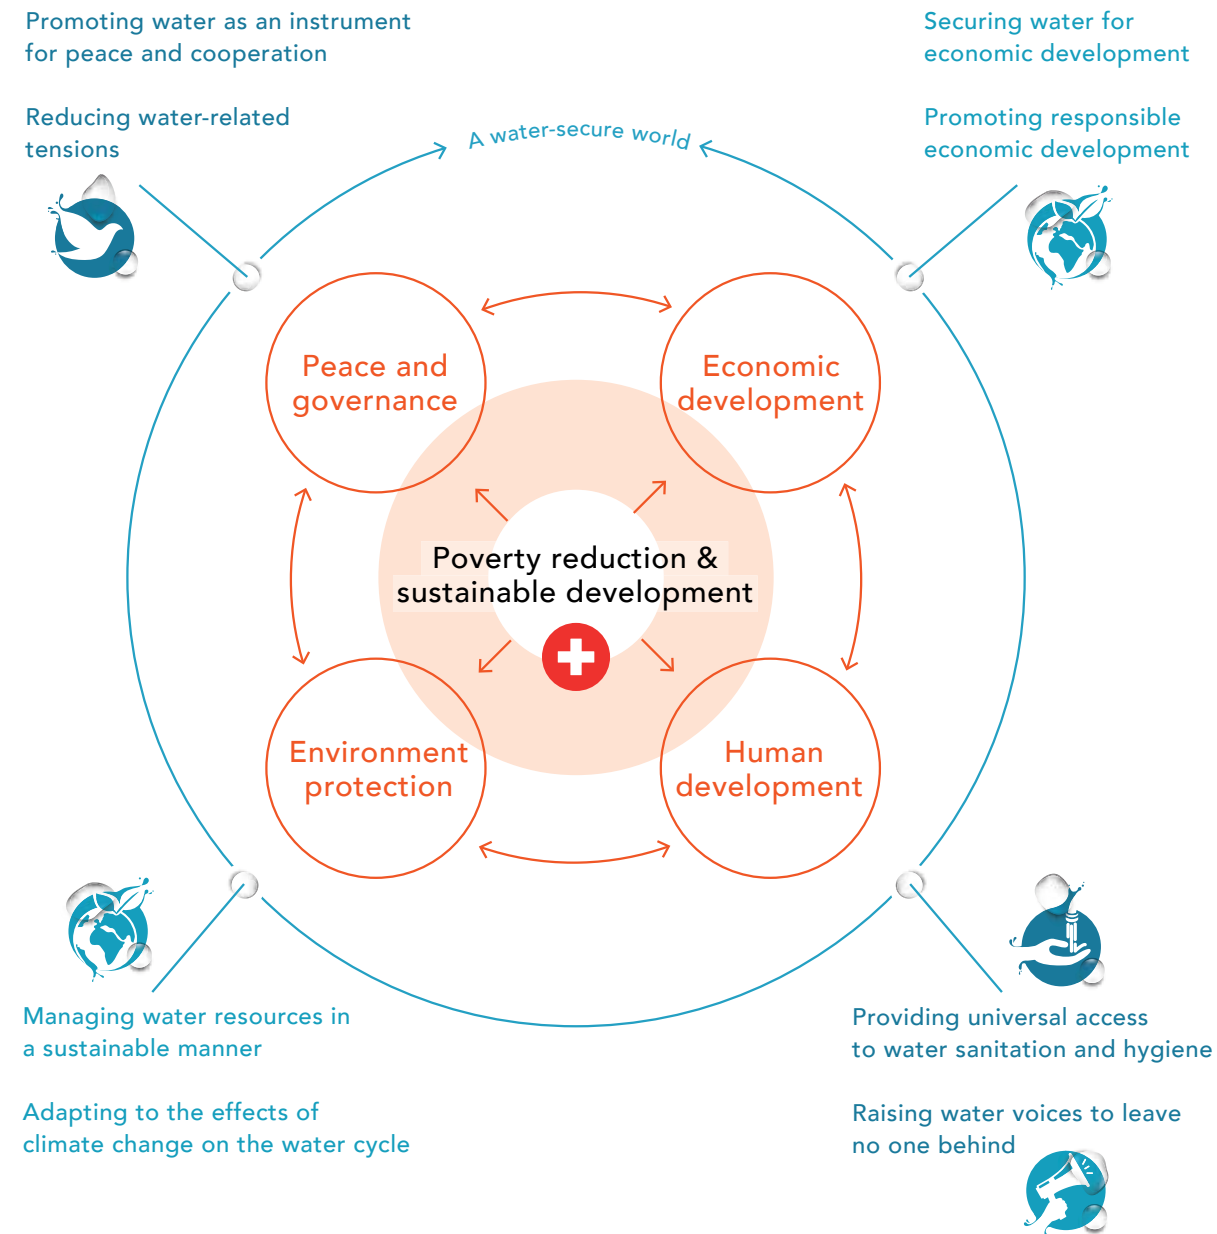 Promoting water as an instrument
for peace and cooperation
Reducing water-related
tensions
Securing water for
economic development
Promoting responsible
economic development
A water-secure world
Peace and
governance
Economic
development
Poverty reduction &
sustainable development
Environment
protection
Human
development
Managing water resources in
a sustainable manner
Adapting to the effects of
climate change on the water cycle
Providing universal access
to water sanitation and hygiene
Raising water voices to leave
no one behind